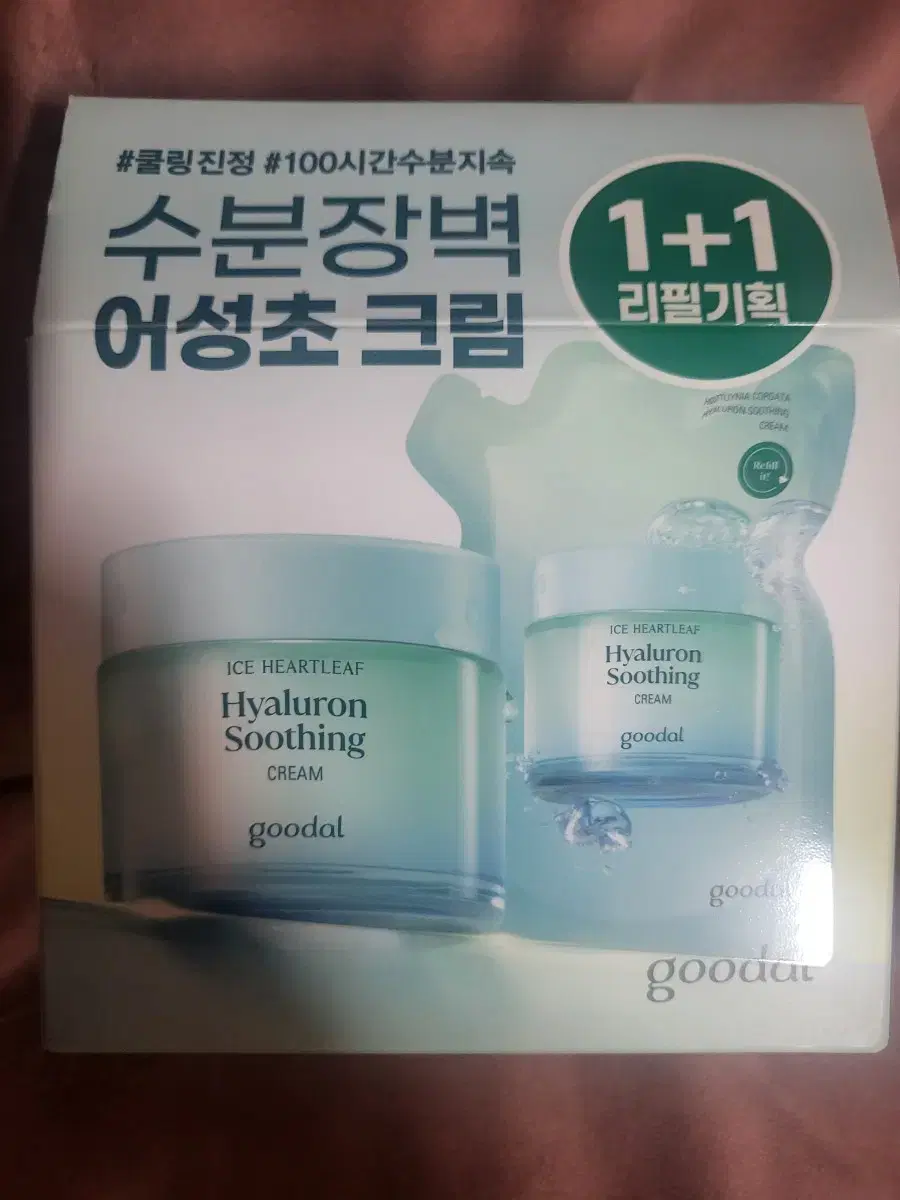 #쿨링진정 #100시간수분지속
수분장벽
어성초 크림
1+1
리필기획
HOUTTUYNIA CORDATA
HYALURON SOOTHING
CREAM
Refill
it!
ICE HEARTLEAF
Hyaluron
Soothing
CREAM
goodal
ICE HEARTLEAF
Hyaluron
Soothing
CREAM
goodal
goodal
goodal